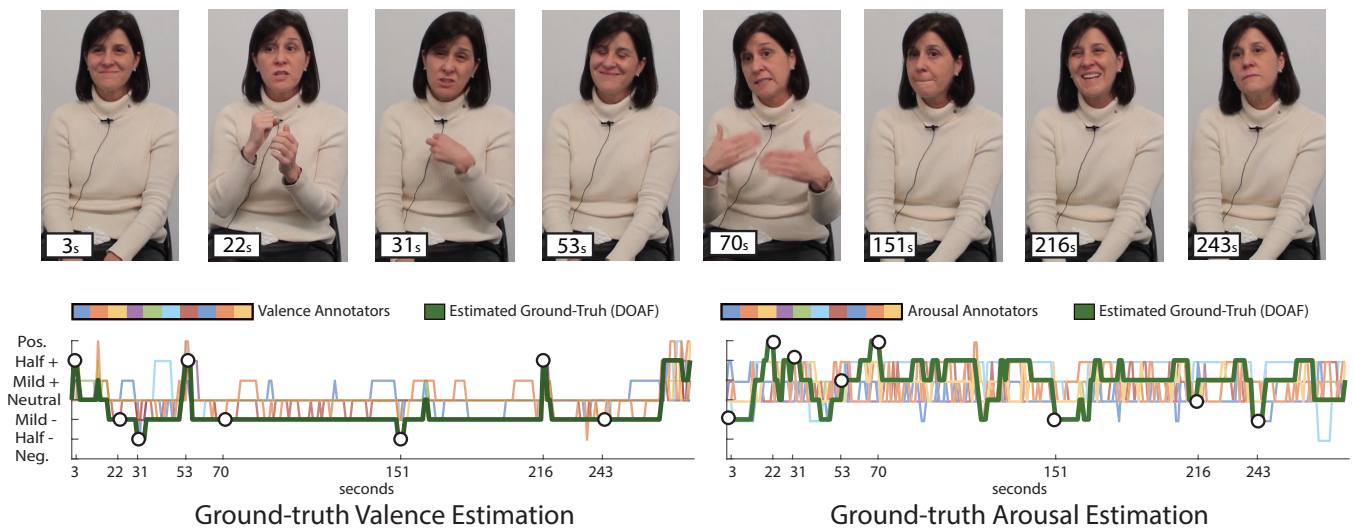 3s 22s 31s 53s 70s 151s 216s 243s
Valence Annotators Estimated Ground-Truth (DOAF)
Arousal Annotators Estimated Ground-Truth (DOAF)
Pos.
Half +
Mild +
Neutral
Mild -
Half -
Neg.
3 22 31 53 70 151 216 243
seconds
Ground-truth Valence Estimation
3 22 31 53 70 151 216 243
seconds
Ground-truth Arousal Estimation